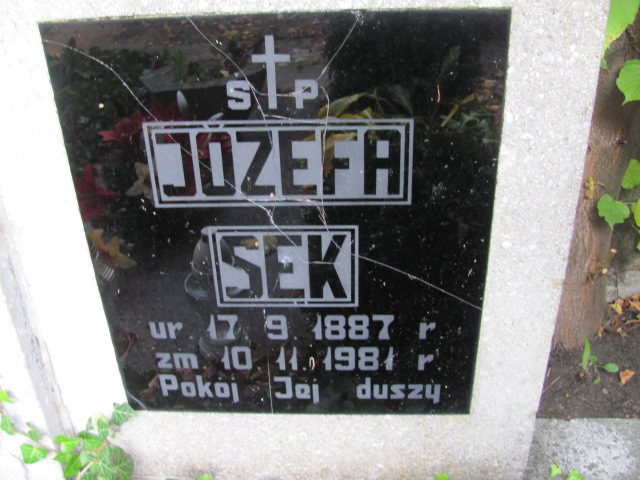 S P
JÓZEFA
SEK
ur 17 9 1887 r
zm 10 11 1981 r
Pokój Jej duszy